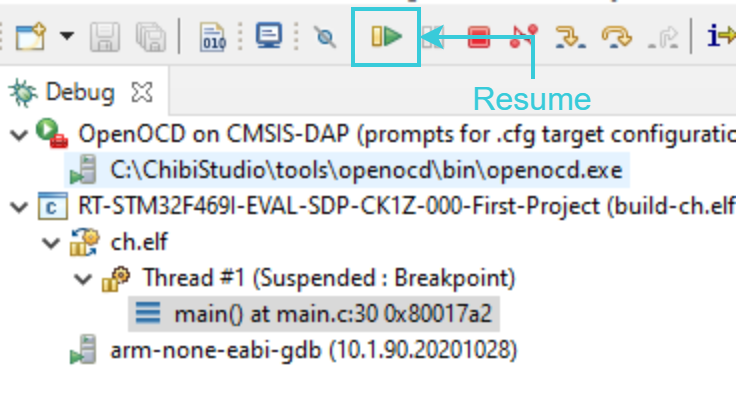 010
i
Resume
Debug
OpenOCD on CMSIS-DAP (prompts for .cfg target configuratio
C:\ChibiStudio\tools\openocd\bin\openocd.exe
c RT-STM32F469I-EVAL-SDP-CK1Z-000-First-Project (build-ch.elf
ch.elf
Thread #1 (Suspended : Breakpoint)
main() at main.c:30 0x80017a2
arm-none-eabi-gdb (10.1.90.20201028)